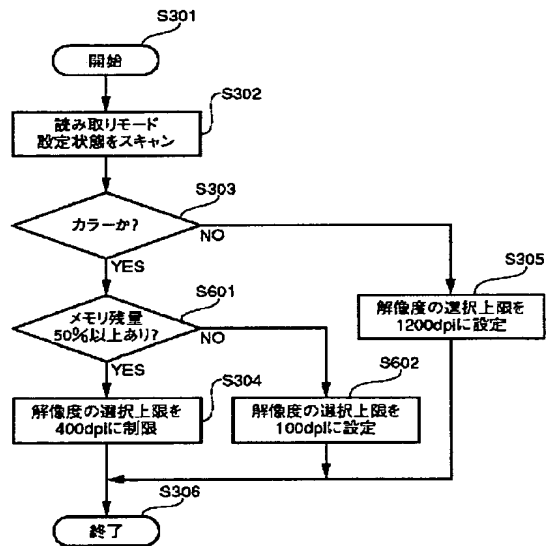 S301
開始
S302
読み取りモード
設定状態をスキャン
S303
カラーか?
NO
YES
S601
メモリ残量
50%以上あり?
NO
YES
S305
解像度の選択上限を
1200dpiに設定
S304
解像度の選択上限を
400dpiに制限
S602
解像度の選択上限を
100dpiに設定
S306
終了